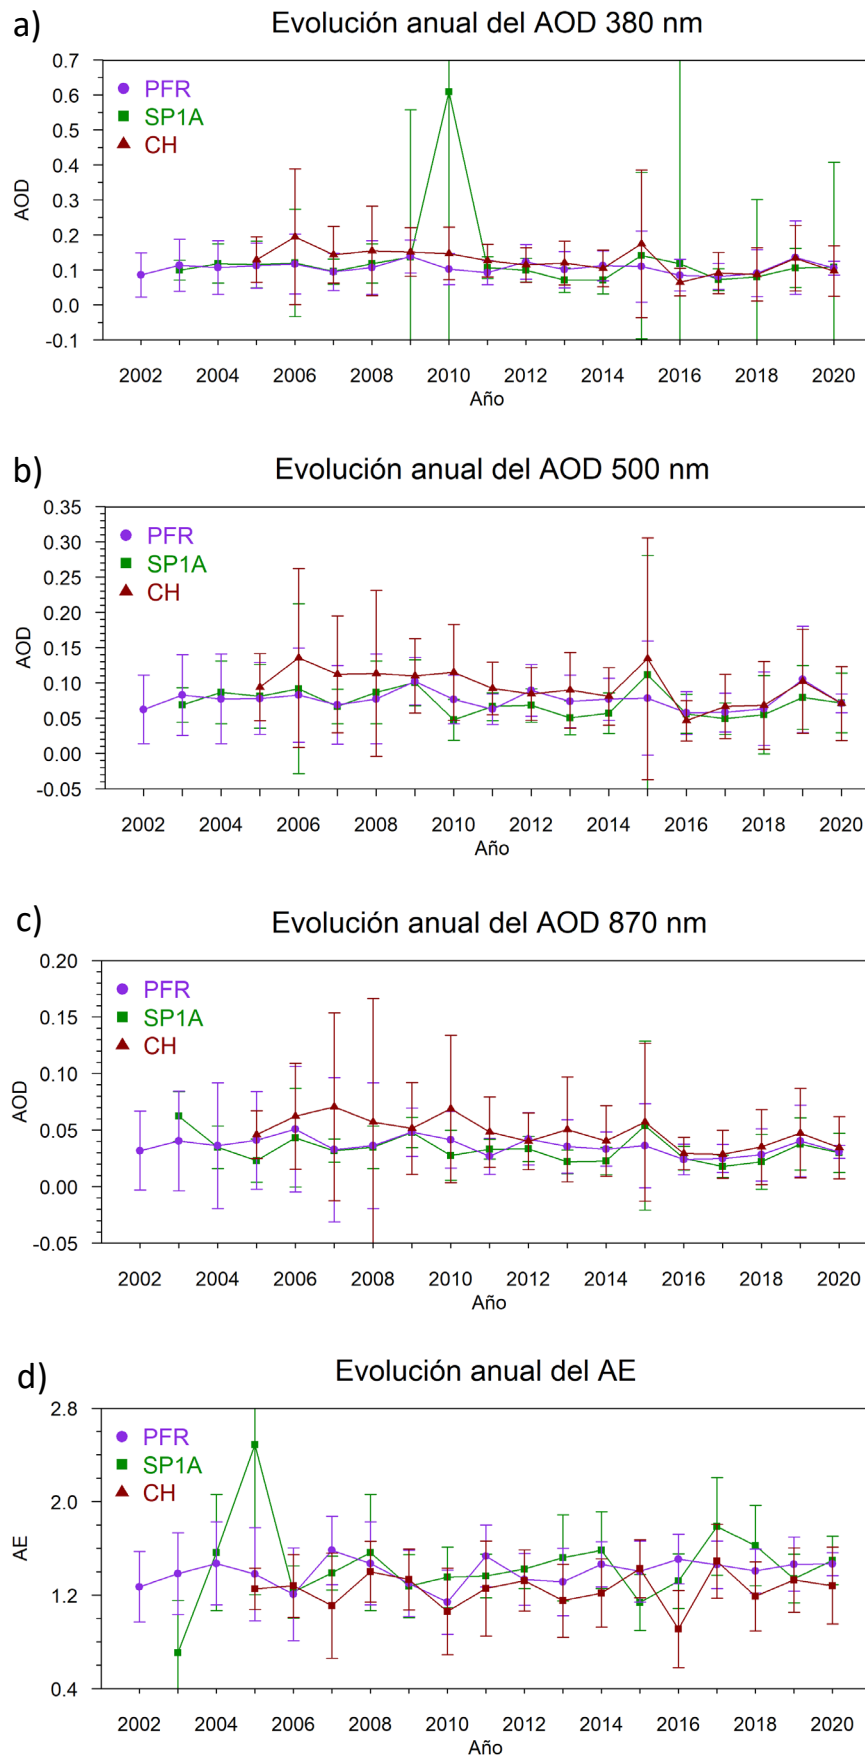 a)
Evolución anual del AOD 380 nm
0.7
0.6
0.5
0.4
0.3
0.2
0.1
0.0
-0.1
AOD
PFR
SP1A
CH
2002 2004 2006 2008 2010 2012 2014 2016 2018 2020
Año
b)
Evolución anual del AOD 500 nm
0.35
0.30
0.25
0.20
0.15
0.10
0.05
0.00
-0.05
AOD
PFR
SP1A
CH
2002 2004 2006 2008 2010 2012 2014 2016 2018 2020
Año
c)
Evolución anual del AOD 870 nm
0.20
0.15
0.10
0.05
0.00
-0.05
AOD
PFR
SP1A
CH
2002 2004 2006 2008 2010 2012 2014 2016 2018 2020
Año
d)
Evolución anual del AE
2.8
2.0
1.2
0.4
AE
PFR
SP1A
CH
2002 2004 2006 2008 2010 2012 2014 2016 2018 2020
Año